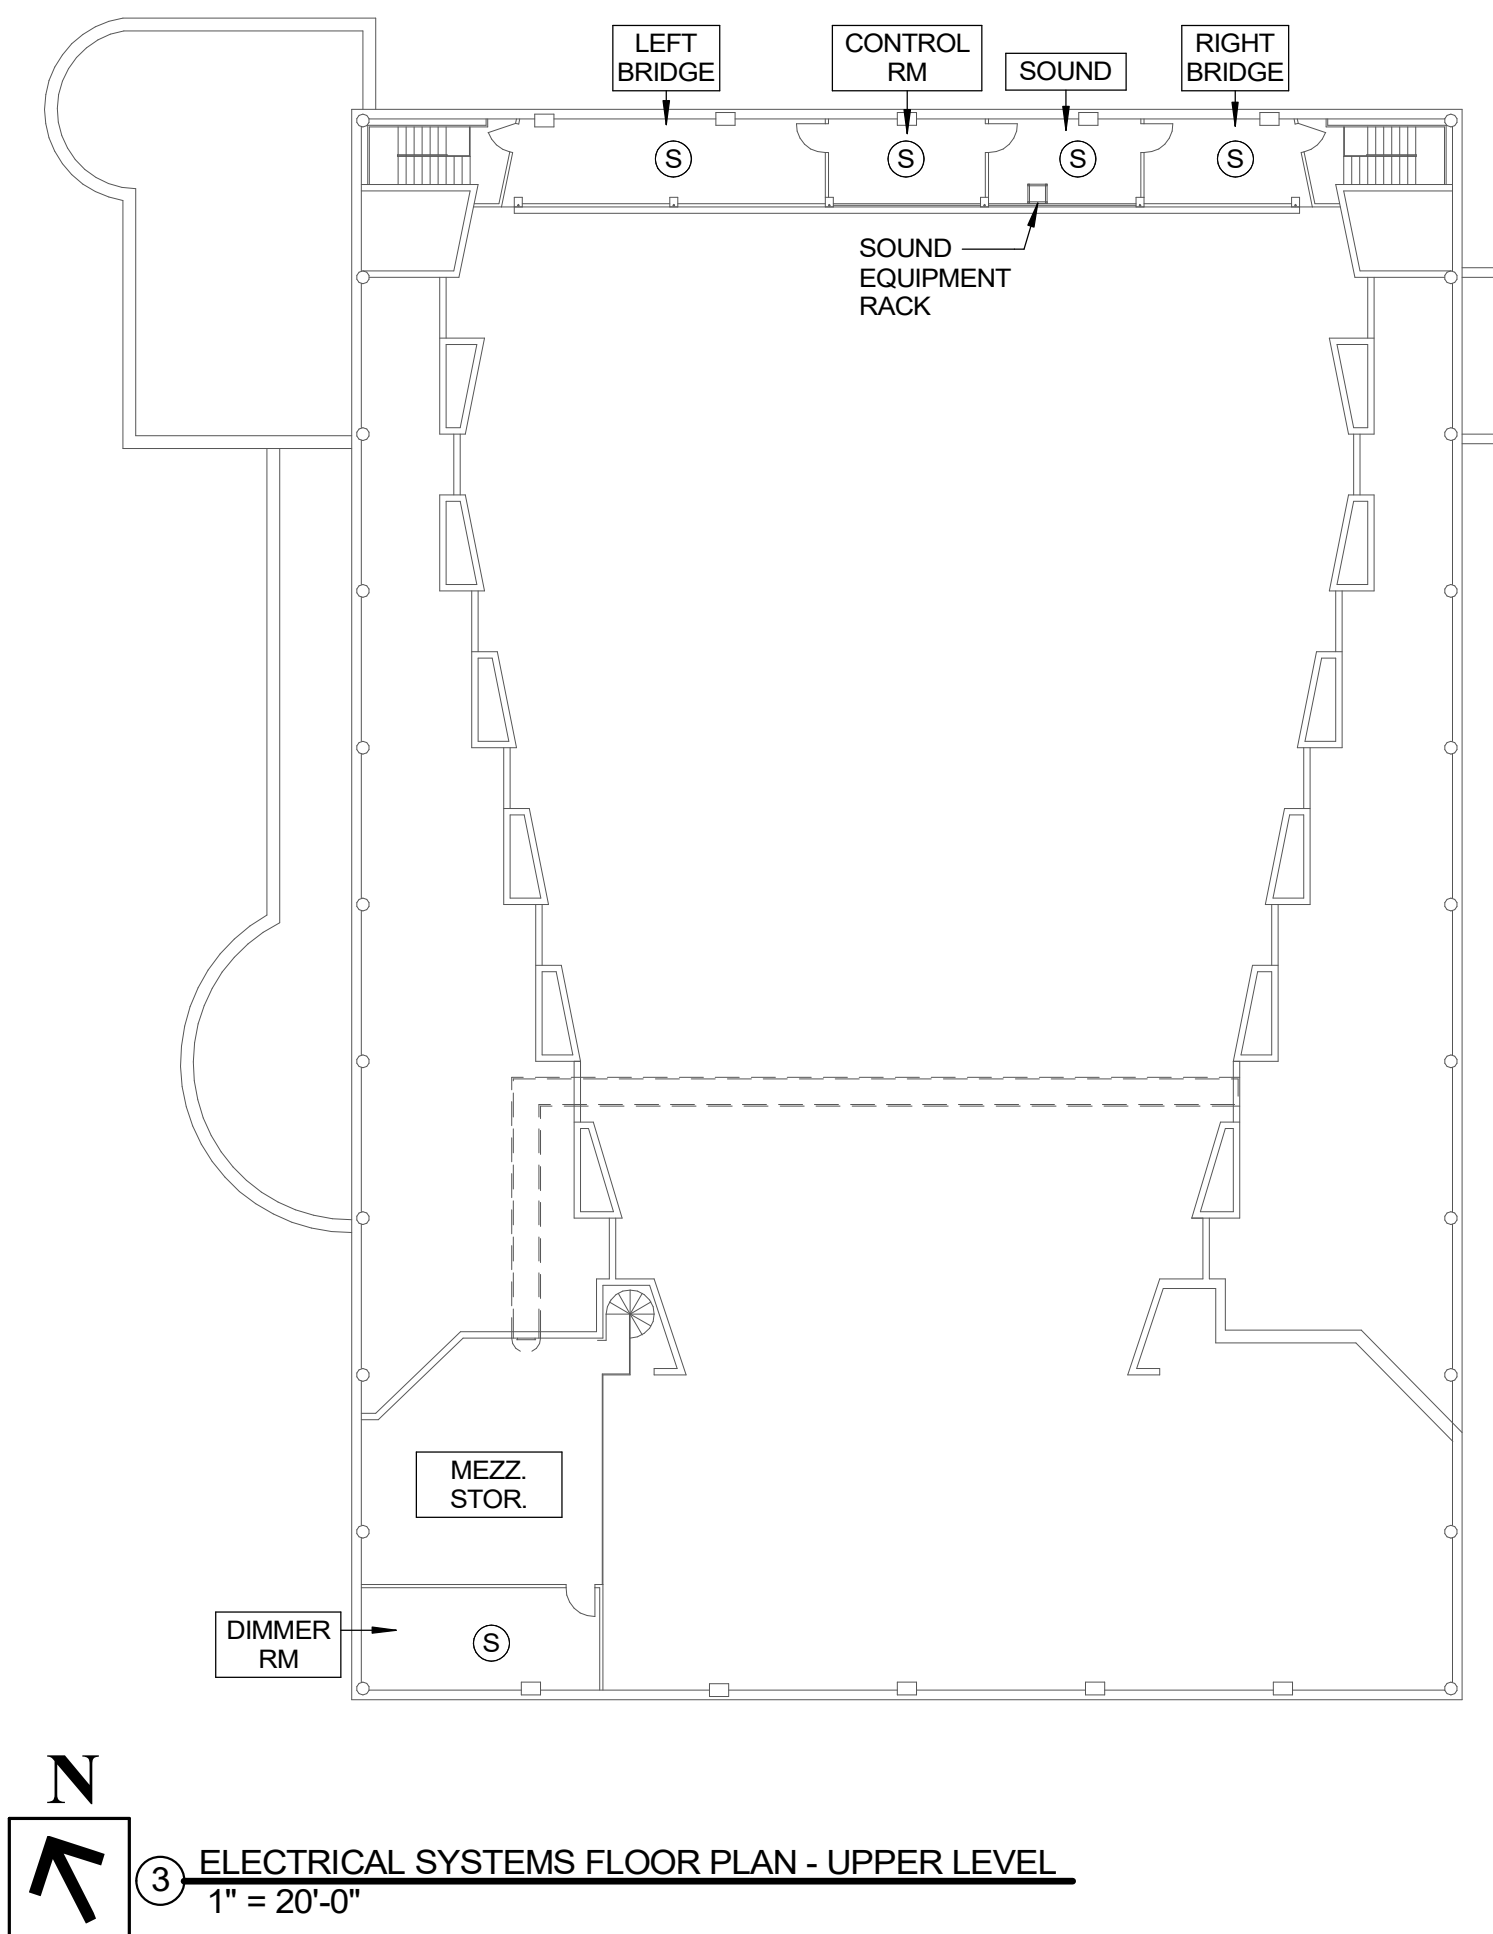 LEFT
BRIDGE
CONTROL
RM
SOUND
RIGHT
BRIDGE
S
S
S
S
SOUND
EQUIPMENT
RACK
MEZZ.
STOR.
DIMMER
RM
S
N
3
ELECTRICAL SYSTEMS FLOOR PLAN - UPPER LEVEL
1" = 20'-0"